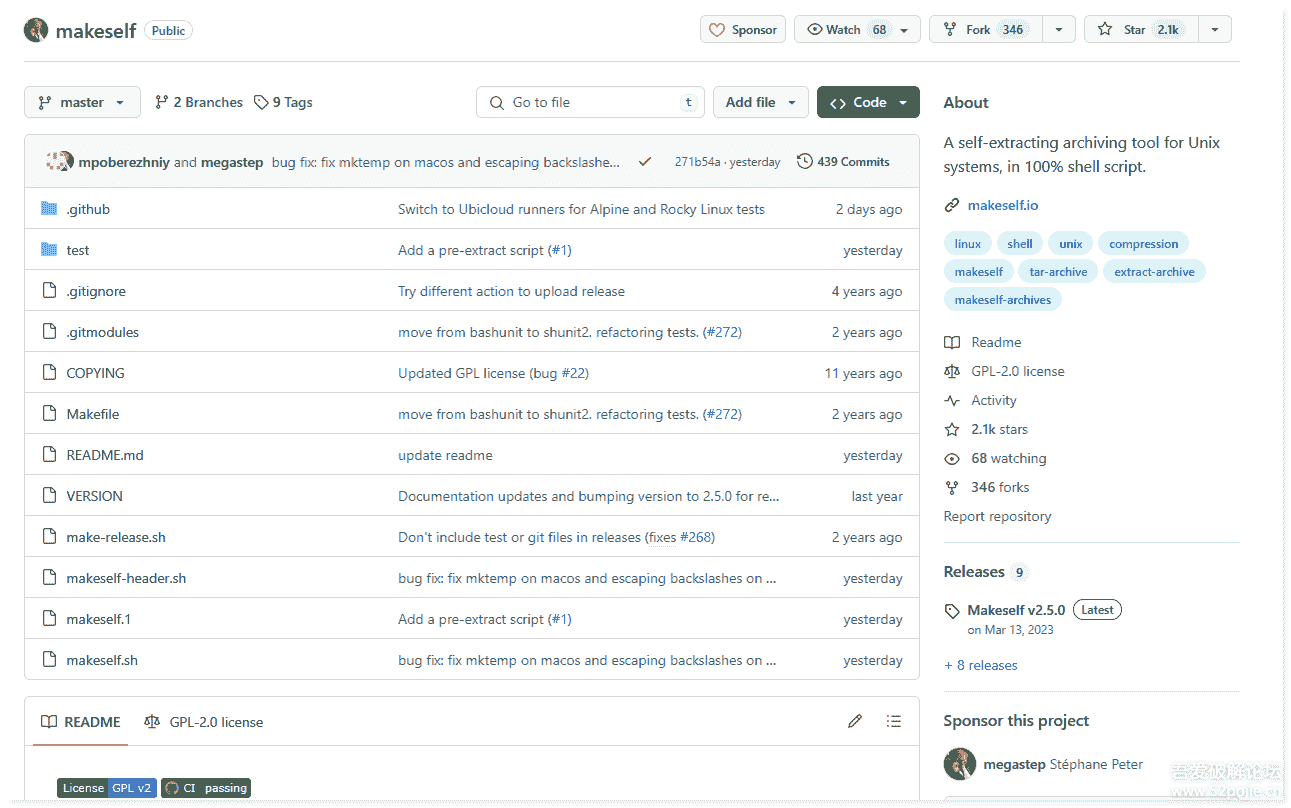 makeself Public
Sponsor Watch 68 Fork 346 Star 2.1k
master 2 Branches 9 Tags Go to file t Add file Code
mpoberezhniy and megastep bug fix: fix mktemp on macos and escaping backslashe... 271b54a · yesterday 439 Commits
.github Switch to Ubicloud runners for Alpine and Rocky Linux tests 2 days ago
test Add a pre-extract script (#1) yesterday
.gitignore Try different action to upload release 4 years ago
.gitmodules move from bashunit to shunit2. refactoring tests. (#272) 2 years ago
COPYING Updated GPL license (bug #22) 11 years ago
Makefile move from bashunit to shunit2. refactoring tests. (#272) 2 years ago
README.md update readme yesterday
VERSION Documentation updates and bumping version to 2.5.0 for re... last year
make-release.sh Don't include test or git files in releases (fixes #268) 2 years ago
makeself-header.sh bug fix: fix mktemp on macos and escaping backslashes on ... yesterday
makeself.1 Add a pre-extract script (#1) yesterday
makeself.sh bug fix: fix mktemp on macos and escaping backslashes on ... yesterday
README GPL-2.0 license
License GPL v2 CI passing
About
A self-extracting archiving tool for Unix
systems, in 100% shell script.
makeself.io
linux shell unix compression
makeself tar-archive extract-archive
makeself-archives
Readme
GPL-2.0 license
Activity
2.1k stars
68 watching
346 forks
Report repository
Releases 9
Makeself v2.5.0 Latest
on Mar 13, 2023
+ 8 releases
Sponsor this project
megastep Stéphane Peter
吾爱破解论坛
www.52pojie.cn